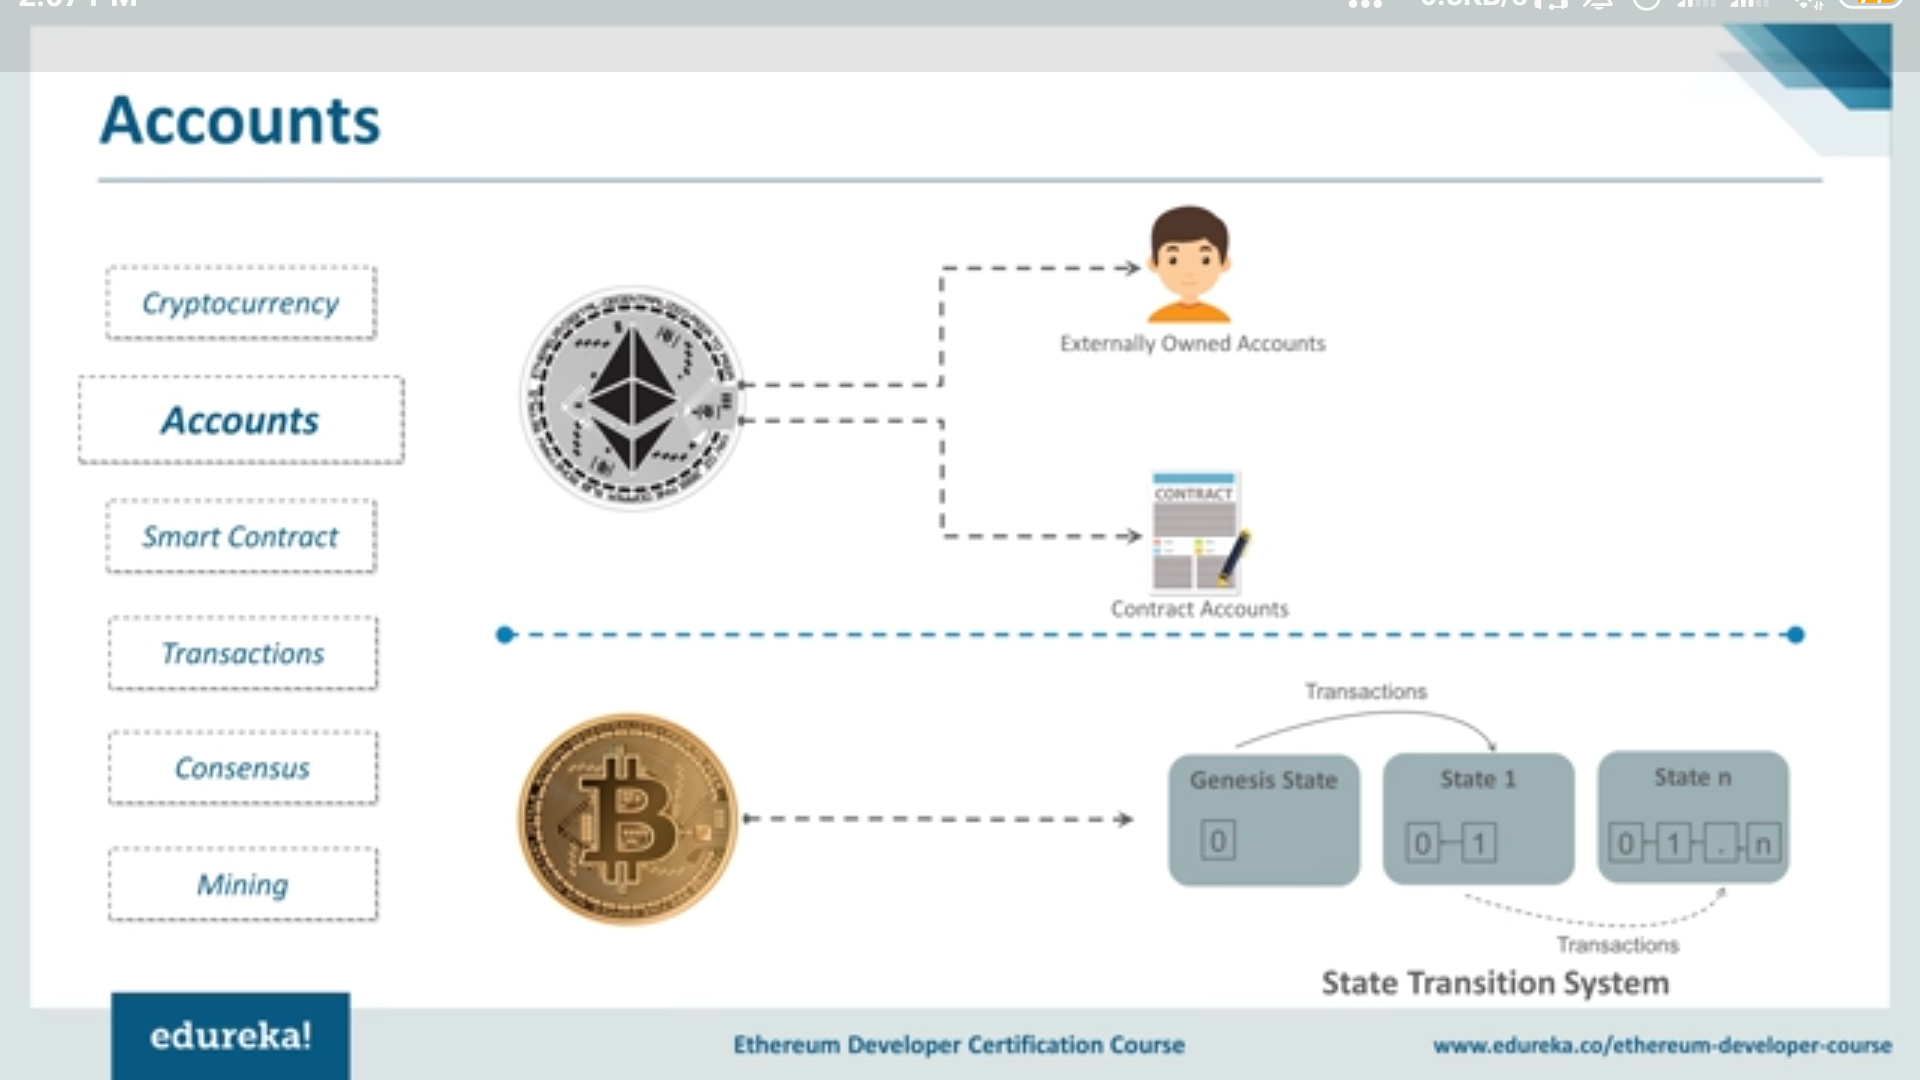 Accounts
Cryptocurrency
Accounts
Smart Contract
Transactions
Consensus
Mining
Externally Owned Accounts
CONTRACT
Contract Accounts
Transactions
Genesis State
0
State 1
0 1
State n
0 1 . n
Transactions
State Transition System
edureka!
Ethereum Developer Certification Course
www.edureka.co/ethereum-developer-course